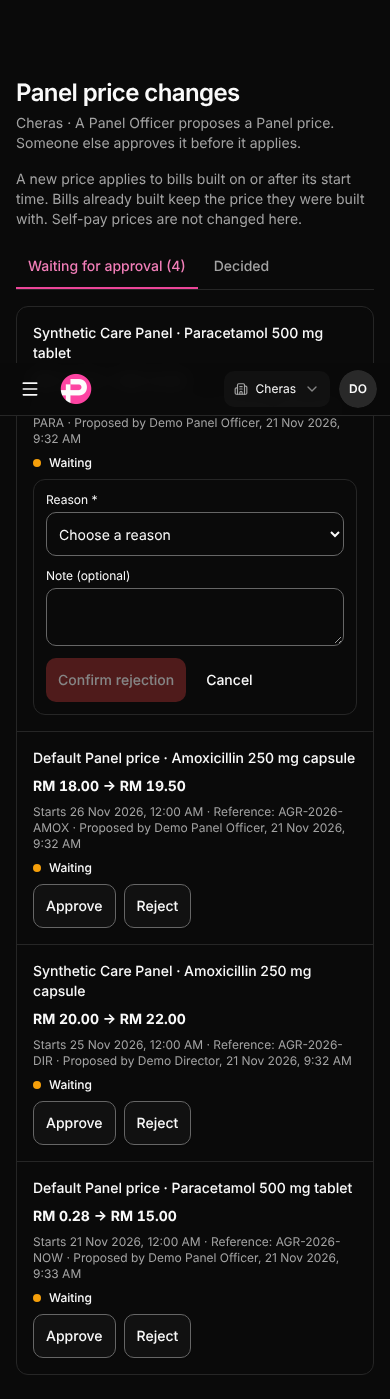 Panel price changes
Cheras · A Panel Officer proposes a Panel price.
Someone else approves it before it applies.
A new price applies to bills built on or after its start
time. Bills already built keep the price they were built
with. Self-pay prices are not changed here.
Waiting for approval (4)
Decided
Synthetic Care Panel · Paracetamol 500 mg
tablet
Cheras
DO
PARA · Proposed by Demo Panel Officer, 21 Nov 2026,
9:32 AM
Waiting
Reason *
Choose a reason
Note (optional)
Confirm rejection
Cancel
Default Panel price · Amoxicillin 250 mg capsule
RM 18.00 → RM 19.50
Starts 26 Nov 2026, 12:00 AM · Reference: AGR-2026-
AMOX · Proposed by Demo Panel Officer, 21 Nov 2026,
9:32 AM
Waiting
Approve
Reject
Synthetic Care Panel · Amoxicillin 250 mg
capsule
RM 20.00 → RM 22.00
Starts 25 Nov 2026, 12:00 AM · Reference: AGR-2026-
DIR · Proposed by Demo Director, 21 Nov 2026, 9:32 AM
Waiting
Approve
Reject
Default Panel price · Paracetamol 500 mg tablet
RM 0.28 → RM 15.00
Starts 21 Nov 2026, 12:00 AM · Reference: AGR-2026-
NOW · Proposed by Demo Panel Officer, 21 Nov 2026,
9:33 AM
Waiting
Approve
Reject